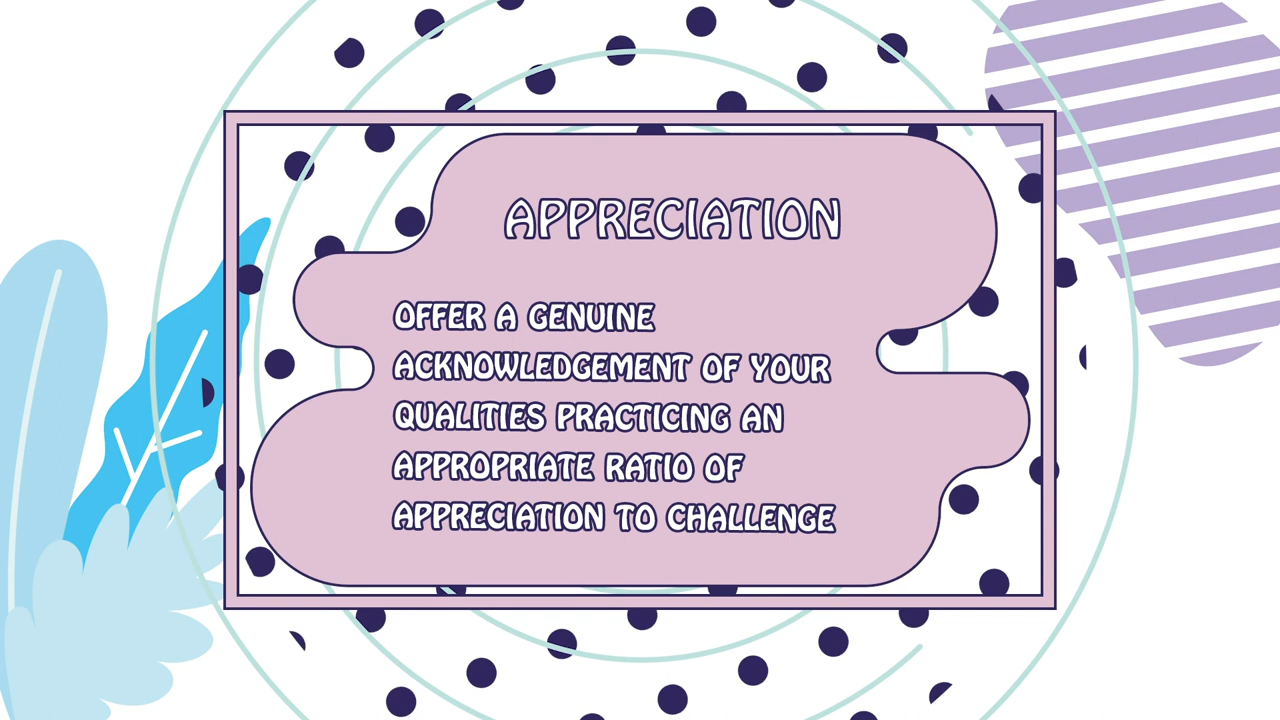 APPRECIATION
OFFER A GENUINE
ACKNOWLEDGEMENT OF YOUR
QUALITIES PRACTICING AN
APPROPRIATE RATIO OF
APPRECIATION TO CHALLENGE